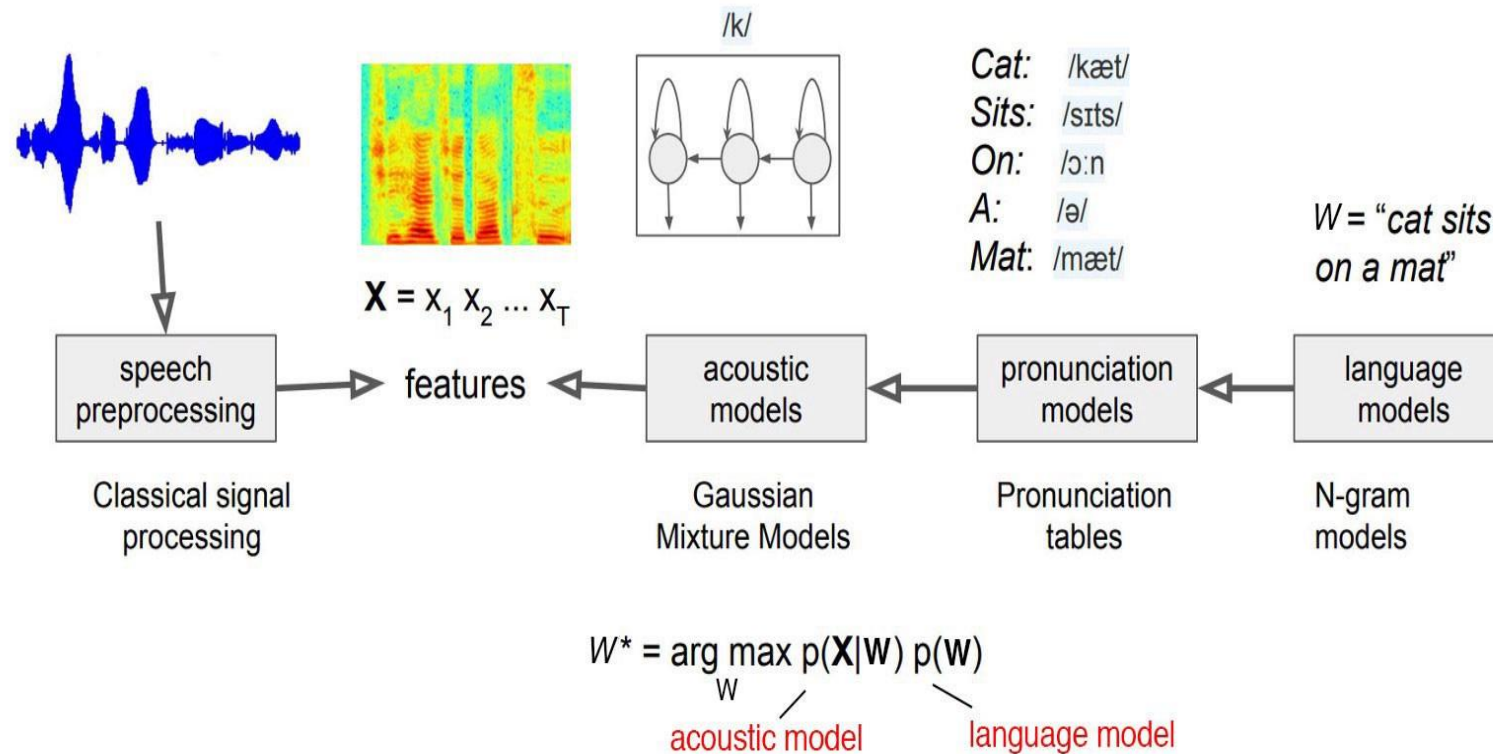 /k/
Cat: /kæt/
Sits: /sɪts/
On: /ɔːn
A: /ə/
Mat: /mæt/
W = “cat sits
on a mat”
X = x₁ x₂ ... x_T
speech
preprocessing
features
acoustic
models
pronunciation
models
language
models
Classical signal
processing
Gaussian
Mixture Models
Pronunciation
tables
N-gram
models
W* = arg max p(X|W) p(W)
W
acoustic model
language model